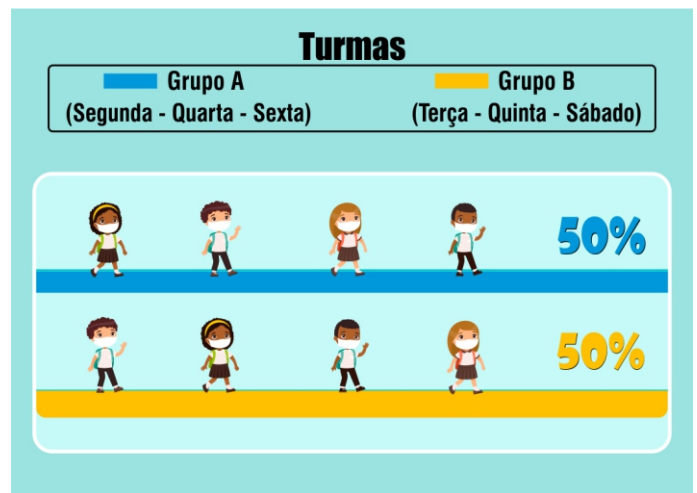 Turmas
Grupo A
(Segunda - Quarta - Sexta)
Grupo B
(Terça - Quinta - Sábado)
50%
50%